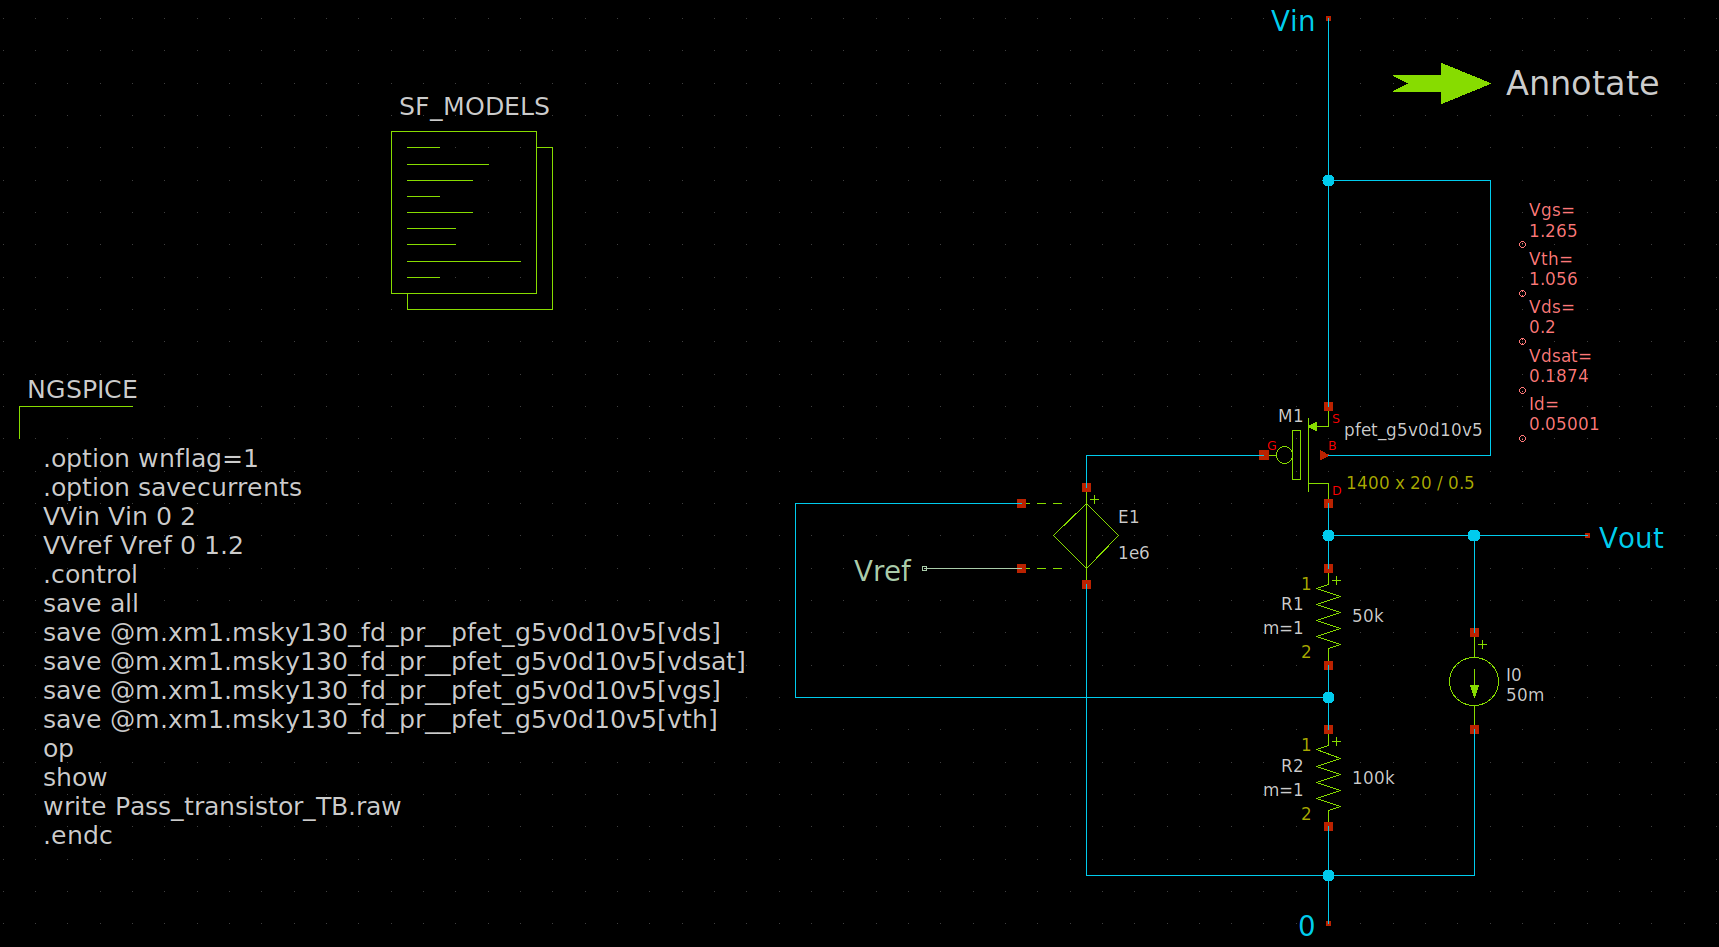 Vin
Annotate
SF_MODELS
Vgs=
1.265
Vth=
1.056
Vds=
0.2
Vdsat=
0.1874
Id=
0.05001
NGSPICE
.option wnflag=1
.option savecurrents
VVin Vin 0 2
VVref Vref 0 1.2
.control
save all
save @m.xm1.msky130_fd_pr__pfet_g5v0d10v5[vds]
save @m.xm1.msky130_fd_pr__pfet_g5v0d10v5[vdsat]
save @m.xm1.msky130_fd_pr__pfet_g5v0d10v5[vgs]
save @m.xm1.msky130_fd_pr__pfet_g5v0d10v5[vth]
op
show
write Pass_transistor_TB.raw
.endc
M1
S
pfet_g5v0d10v5
G
B
D
1400 x 20 / 0.5
+
E1
1e6
Vref
Vout
1
+
R1
50k
m=1
2
+
I0
50m
1
+
R2
100k
m=1
2
0